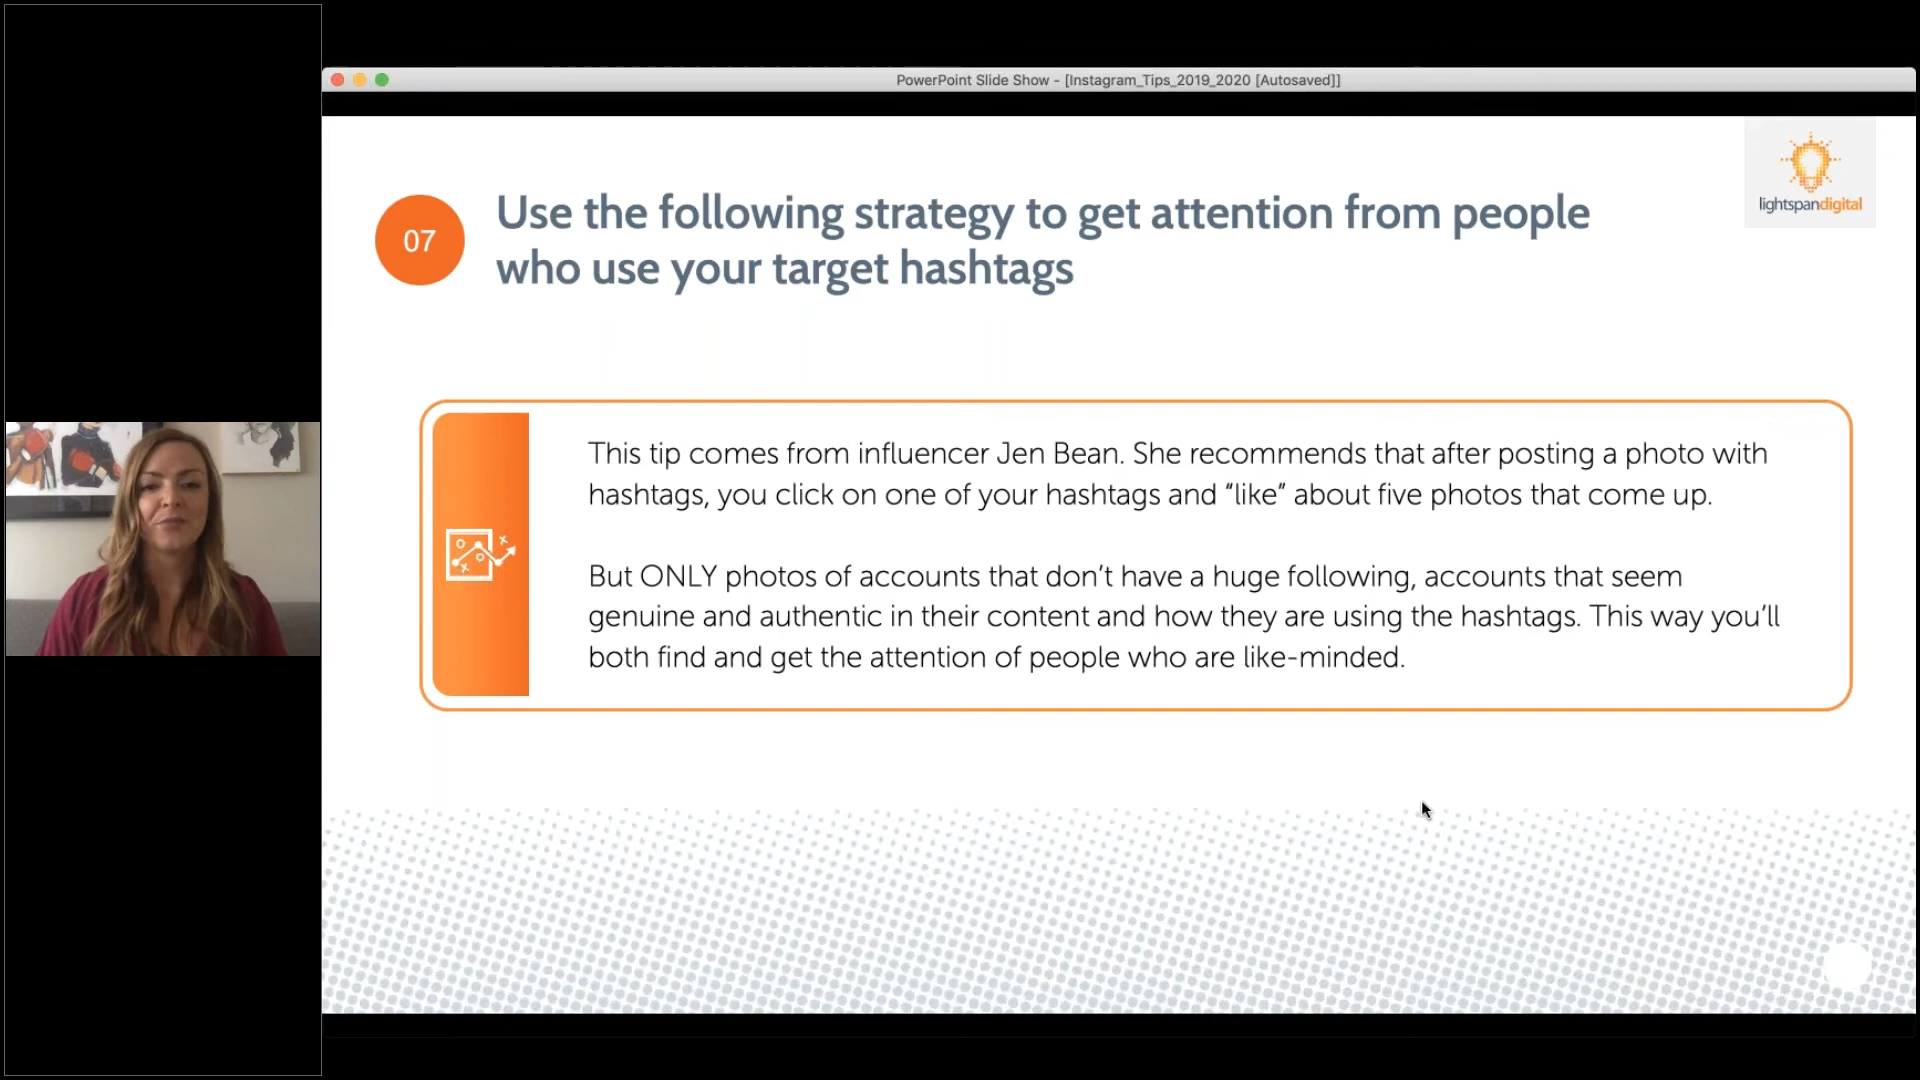 PowerPoint Slide Show - [Instagram_Tips_2019_2020 [Autosaved]]
lightspandigital
07
Use the following strategy to get attention from people
who use your target hashtags
This tip comes from influencer Jen Bean. She recommends that after posting a photo with
hashtags, you click on one of your hashtags and “like” about five photos that come up.
But ONLY photos of accounts that don’t have a huge following, accounts that seem
genuine and authentic in their content and how they are using the hashtags. This way you’ll
both find and get the attention of people who are like-minded.